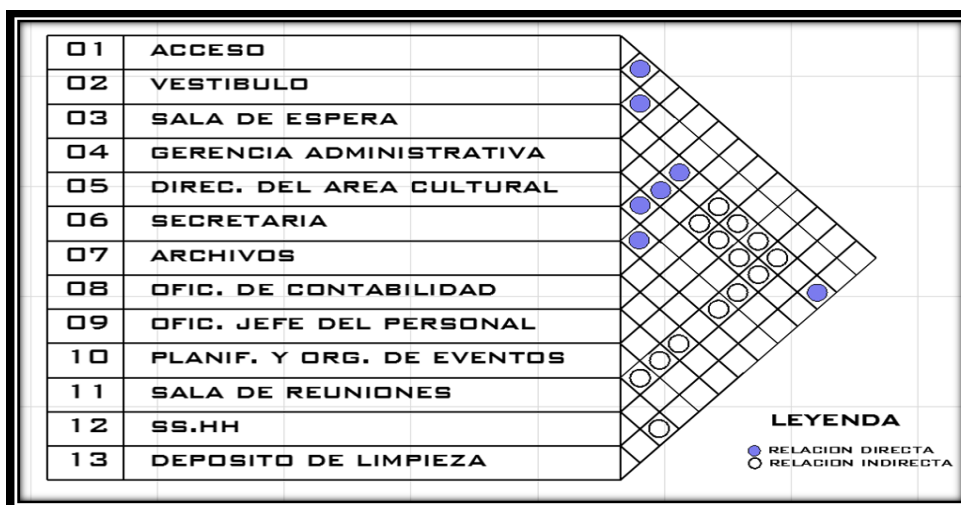 01 ACCESO
02 VESTIBULO
03 SALA DE ESPERA
04 GERENCIA ADMINISTRATIVA
05 DIREC. DEL AREA CULTURAL
06 SECRETARIA
07 ARCHIVOS
08 OFIC. DE CONTABILIDAD
09 OFIC. JEFE DEL PERSONAL
10 PLANIF. Y ORG. DE EVENTOS
11 SALA DE REUNIONES
12 SS.HH
13 DEPOSITO DE LIMPIEZA
LEYENDA
RELACION DIRECTA
RELACION INDIRECTA